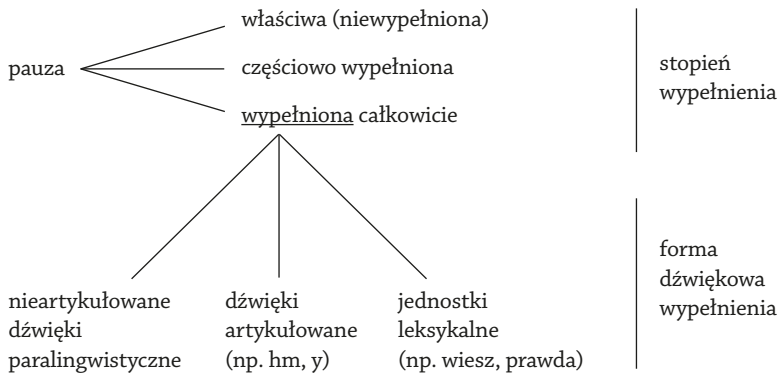 właściwa (niewypełniona)
pauza
częściowo wypełniona
wypełniona całkowicie
stopień
wypełnienia
nieartykułowane
dźwięki
paralingwistyczne
dźwięki
artykułowane
(np. hm, y)
jednostki
leksykalne
(np. wiesz, prawda)
forma
dźwiękowa
wypełnienia